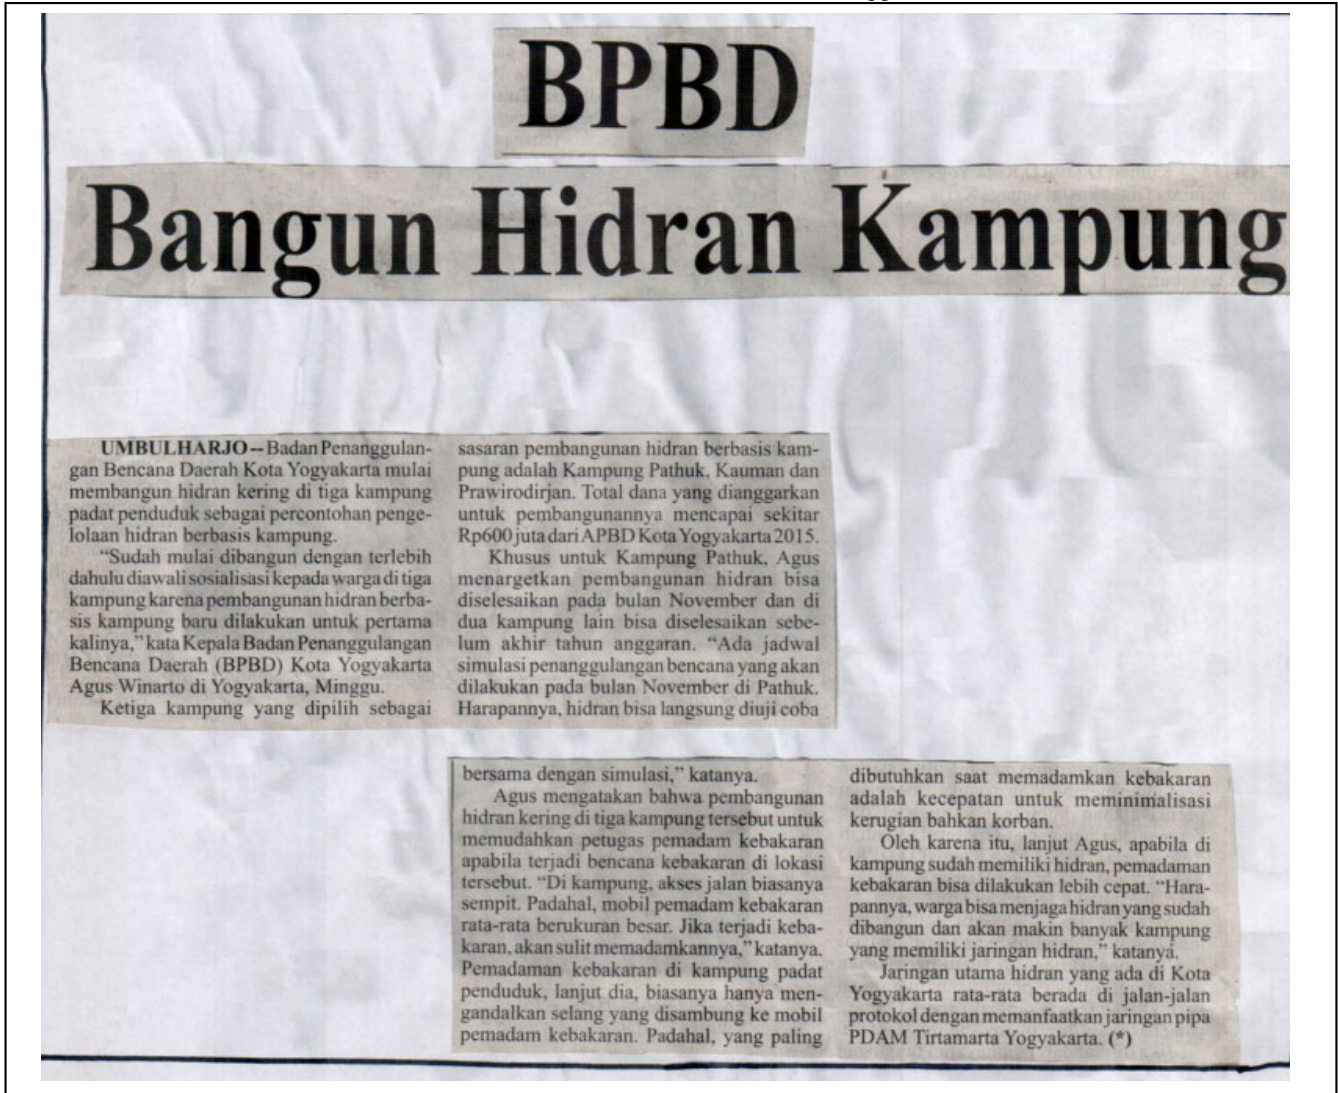 BPBD
Bangun Hidran Kampung
UMBULHARJO -- Badan Penanggulan-
gan Bencana Daerah Kota Yogyakarta mulai
membangun hidran kering di tiga kampung
padat penduduk sebagai percontohan penge-
lolaan hidran berbasis kampung.
"Sudah mulai dibangun dengan terlebih
dahulu diawali sosialisasi kepada warga di tiga
kampung karena pembangunan hidran berba-
sis kampung baru dilakukan untuk pertama
kalinya," kata Kepala Badan Penanggulangan
Bencana Daerah (BPBD) Kota Yogyakarta
Agus Winarto di Yogyakarta, Minggu.
Ketiga kampung yang dipilih sebagai
sasaran pembangunan hidran berbasis kam-
pung adalah Kampung Pathuk, Kauman dan
Prawirodirjan. Total dana yang dianggarkan
untuk pembangunannya mencapai sekitar
Rp600 juta dari APBD Kota Yogyakarta 2015.
Khusus untuk Kampung Pathuk, Agus
menargetkan pembangunan hidran bisa
diselesaikan pada bulan November dan di
dua kampung lain bisa diselesaikan sebe-
lum akhir tahun anggaran. "Ada jadwal
simulasi penanggulangan bencana yang akan
dilakukan pada bulan November di Pathuk.
Harapannya, hidran bisa langsung diuji coba
bersama dengan simulasi," katanya.
Agus mengatakan bahwa pembangunan
hidran kering di tiga kampung tersebut untuk
memudahkan petugas pemadam kebakaran
apabila terjadi bencana kebakaran di lokasi
tersebut. "Di kampung, akses jalan biasanya
sempit. Padahal, mobil pemadam kebakaran
rata-rata berukuran besar. Jika terjadi keba-
karan, akan sulit memadamkannya," katanya.
Pemadaman kebakaran di kampung padat
penduduk, lanjut dia, biasanya hanya men-
gandalkan selang yang disambung ke mobil
pemadam kebakaran. Padahal, yang paling
dibutuhkan saat memadamkan kebakaran
adalah kecepatan untuk meminimalisasi
kerugian bahkan korban.
Oleh karena itu, lanjut Agus, apabila di
kampung sudah memiliki hidran, pemadaman
kebakaran bisa dilakukan lebih cepat. "Hara-
pannya, warga bisa menjaga hidran yang sudah
dibangun dan akan makin banyak kampung
yang memiliki jaringan hidran," katanya.
Jaringan utama hidran yang ada di Kota
Yogyakarta rata-rata berada di jalan-jalan
protokol dengan memanfaatkan jaringan pipa
PDAM Tirtamarta Yogyakarta. (*)